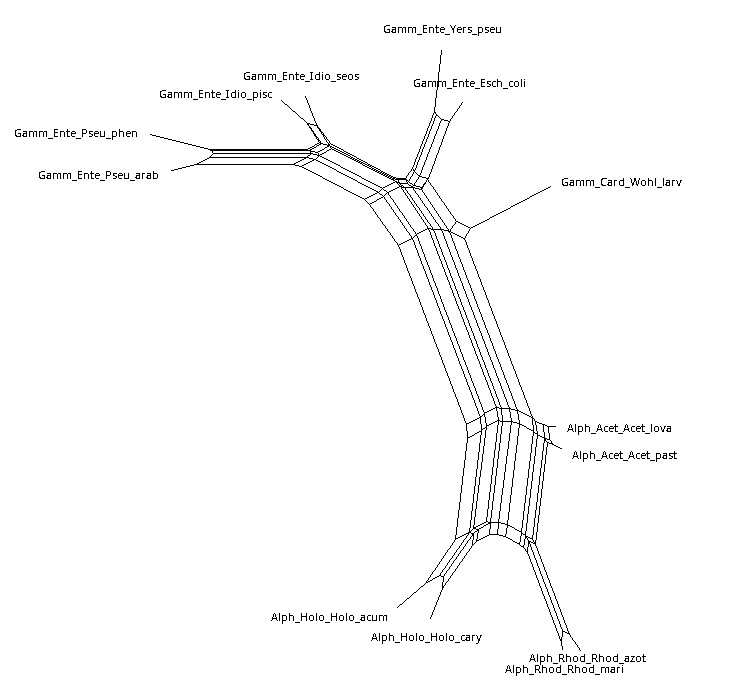 Gamm_Ente_Yers_pseu
Gamm_Ente_Idio_seos
Gamm_Ente_Esch_coli
Gamm_Ente_Idio_pisc
Gamm_Ente_Pseu_phen
Gamm_Ente_Pseu_arab
Gamm_Card_Wohl_larv
Alph_Acet_Acet_lova
Alph_Acet_Acet_past
Alph_Holo_Holo_acum
Alph_Holo_Holo_cary
Alph_Rhod_Rhod_azot
Alph_Rhod_Rhod_mari